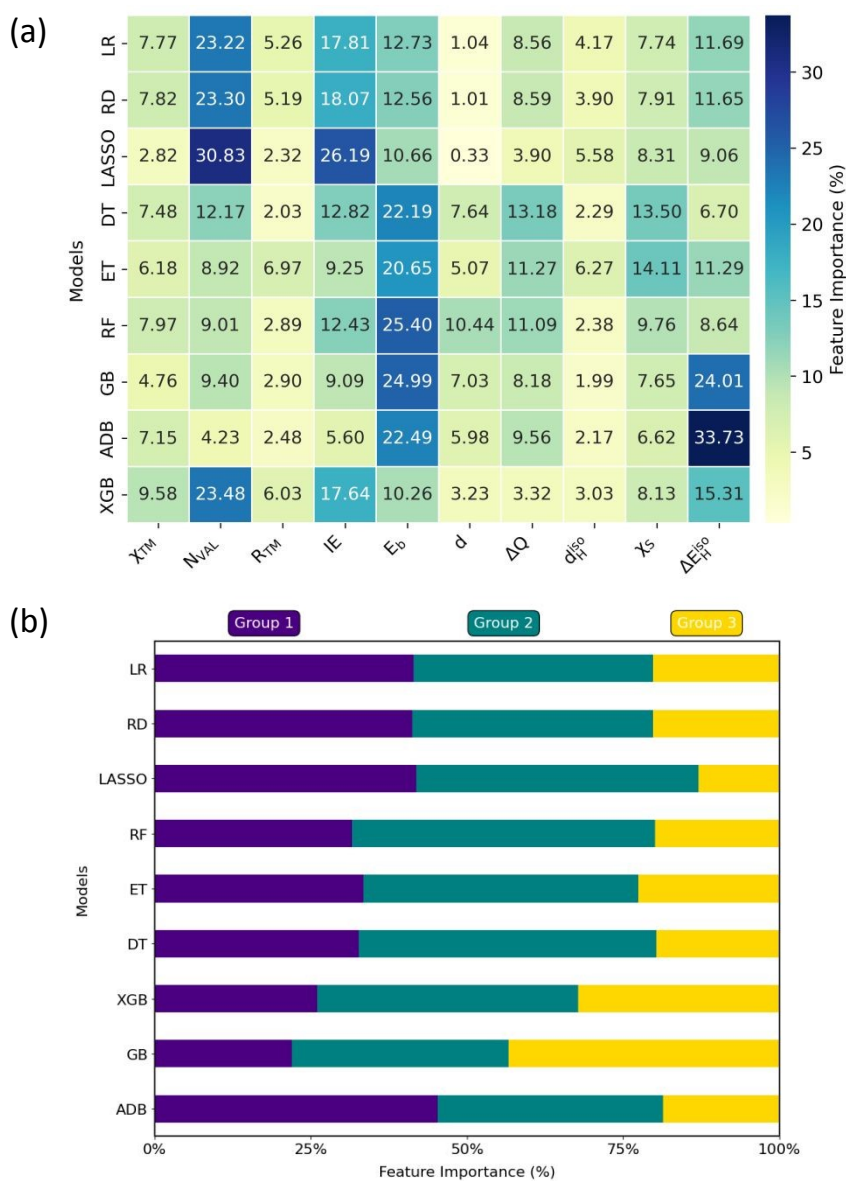 (a)
LR 7.77 23.22 5.26 17.81 12.73 1.04 8.56 4.17 7.74 11.69
RD 7.82 23.30 5.19 18.07 12.56 1.01 8.59 3.90 7.91 11.65
LASSO 2.82 30.83 2.32 26.19 10.66 0.33 3.90 5.58 8.31 9.06
DT 7.48 12.17 2.03 12.82 22.19 7.64 13.18 2.29 13.50 6.70
ET 6.18 8.92 6.97 9.25 20.65 5.07 11.27 6.27 14.11 11.29
RF 7.97 9.01 2.89 12.43 25.40 10.44 11.09 2.38 9.76 8.64
GB 4.76 9.40 2.90 9.09 24.99 7.03 8.18 1.99 7.65 24.01
ADB 7.15 4.23 2.48 5.60 22.49 5.98 9.56 2.17 6.62 33.73
XGB 9.58 23.48 6.03 17.64 10.26 3.23 3.32 3.03 8.13 15.31
Models
χTM NVAL RTM IE Eb d ΔQ dHiso χS ΔEHiso
30
25
20
15
10
5
Feature Importance (%)
(b)
Group 1 Group 2 Group 3
LR
RD
LASSO
RF
ET
DT
XGB
GB
ADB
Models
0% 25% 50% 75% 100%
Feature Importance (%)